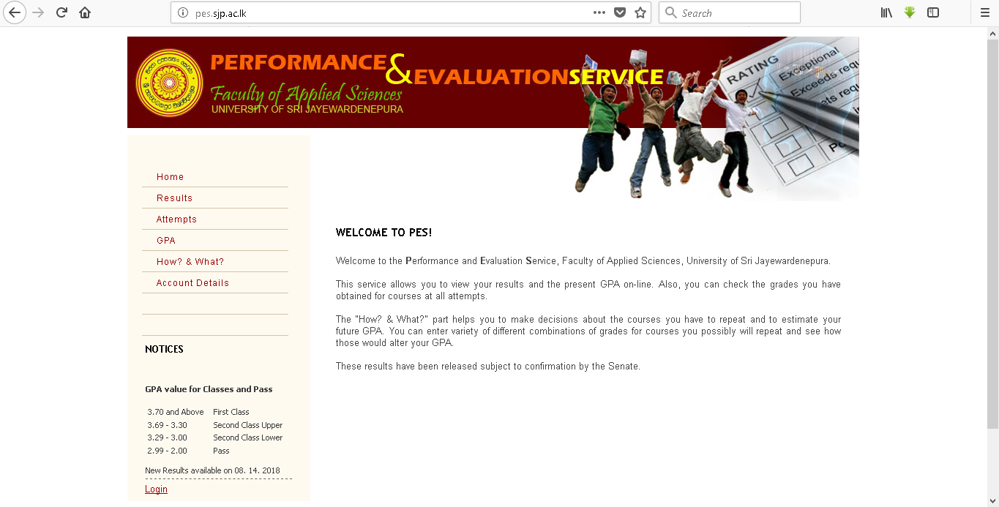 pes.sjp.ac.lk
Search
PERFORMANCE
&
EVALUATIONSERVICE
Faculty of Applied Sciences
UNIVERSITY OF SRI JAYEWARDENEPURA
RATING
Exceptional
Exceeds requ
ets requ
Home
Results
Attempts
GPA
How? & What?
Account Details
NOTICES
GPA value for Classes and Pass
3.70 and Above First Class
3.69 - 3.30 Second Class Upper
3.29 - 3.00 Second Class Lower
2.99 - 2.00 Pass
New Results available on 08. 14. 2018
Login
WELCOME TO PES!
Welcome to the Performance and Evaluation Service, Faculty of Applied Sciences, University of Sri Jayewardenepura.
This service allows you to view your results and the present GPA on-line. Also, you can check the grades you have
obtained for courses at all attempts.
The "How? & What?" part helps you to make decisions about the courses you have to repeat and to estimate your
future GPA. You can enter variety of different combinations of grades for courses you possibly will repeat and see how
those would alter your GPA.
These results have been released subject to confirmation by the Senate.